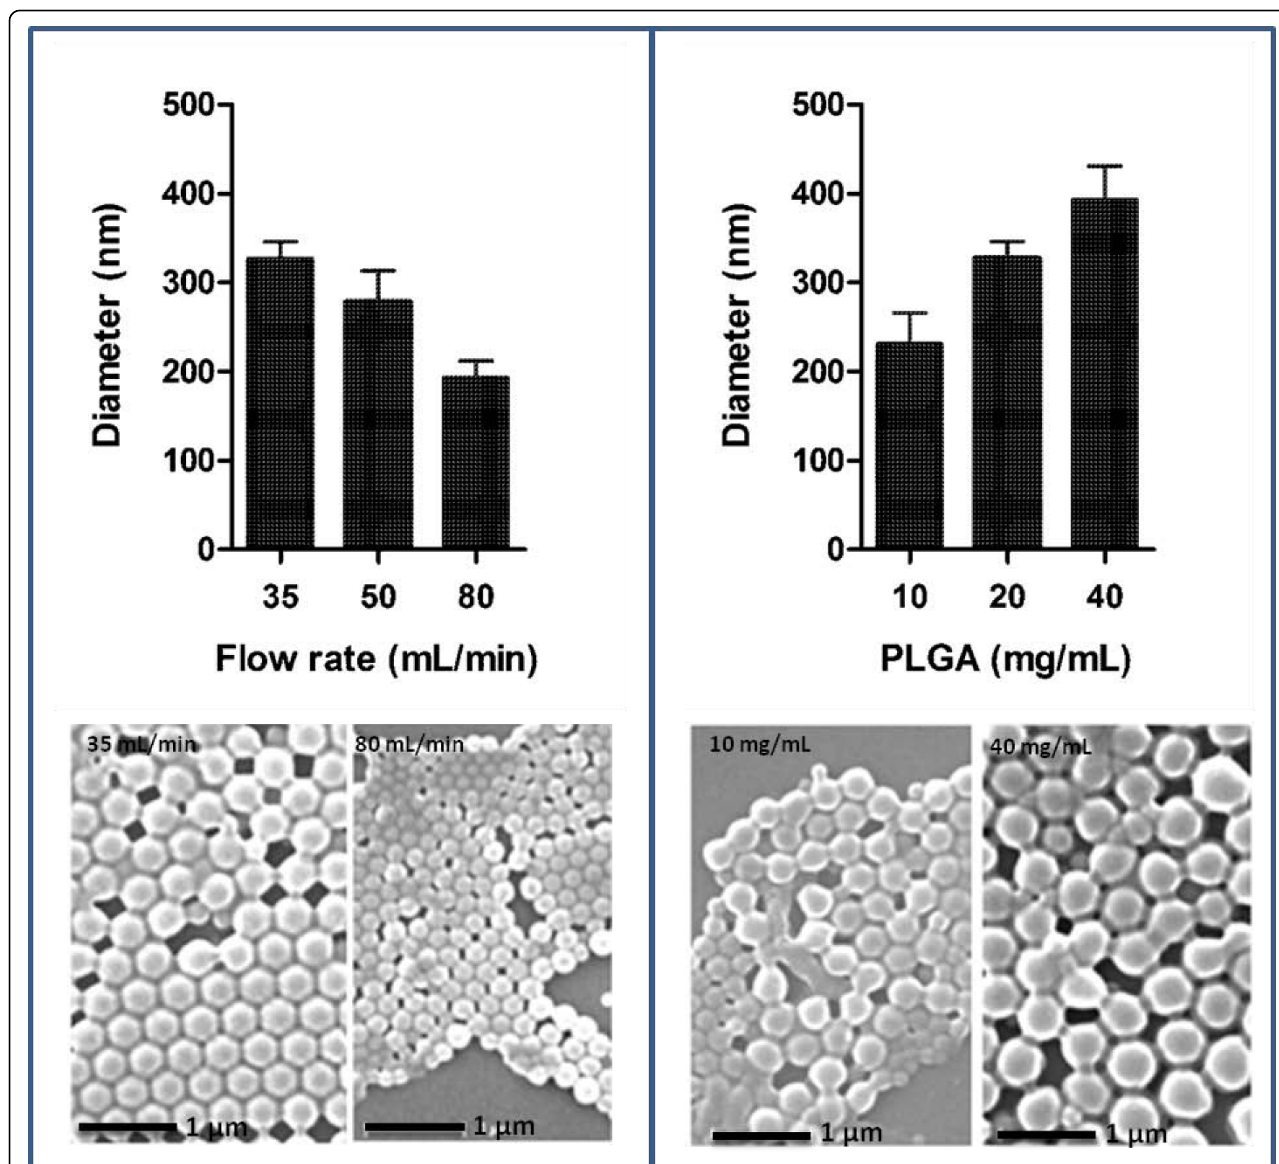 500
400
300
200
100
0
Diameter (nm)
35 50 80
Flow rate (mL/min)
35 mL/min
80 mL/min
1 µm
1 µm
500
400
300
200
100
0
Diameter (nm)
10 20 40
PLGA (mg/mL)
10 mg/mL
40 mg/mL
1 µm
1 µm